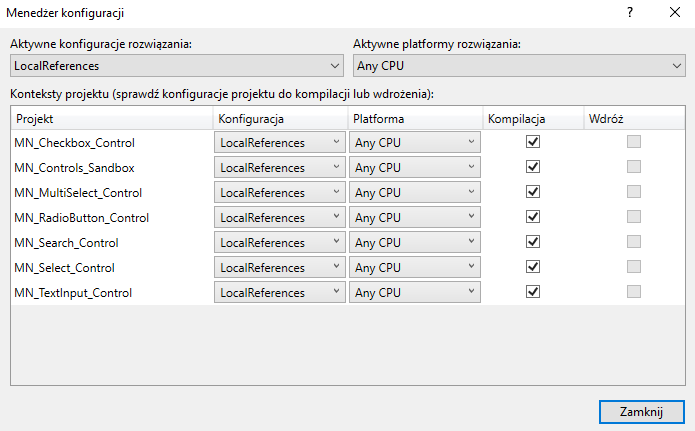 Menedżer konfiguracji ?
Aktywne konfiguracje rozwiązania: Aktywne platformy rozwiązania:
LocalReferences Any CPU
Konteksty projektu (sprawdź konfiguracje projektu do kompilacji lub wdrożenia):
Projekt Konfiguracja Platforma Kompilacja Wdróż
MN_Checkbox_Control LocalReferences Any CPU
MN_Controls_Sandbox LocalReferences Any CPU
MN_MultiSelect_Control LocalReferences Any CPU
MN_RadioButton_Control LocalReferences Any CPU
MN_Search_Control LocalReferences Any CPU
MN_Select_Control LocalReferences Any CPU
MN_TextInput_Control LocalReferences Any CPU
Zamknij